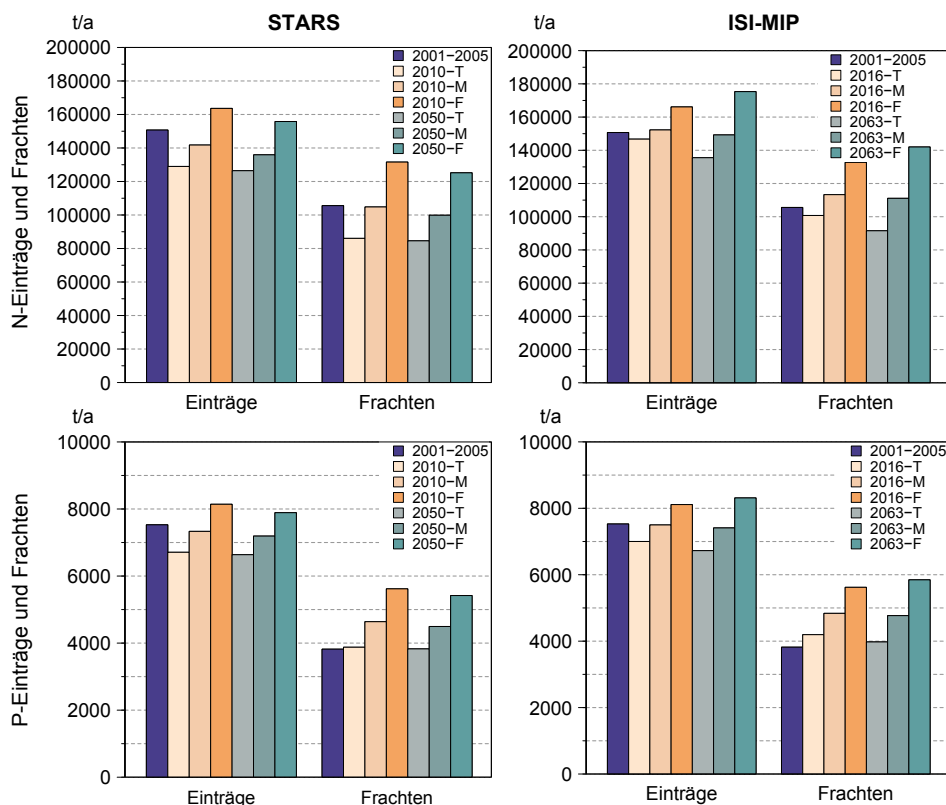 t/a
STARS
N-Einträge und Frachten
200000
180000
160000
140000
120000
100000
80000
60000
40000
20000
0
2001−2005
2010−T
2010−M
2010−F
2050−T
2050−M
2050−F
Einträge
Frachten
t/a
ISI-MIP
200000
180000
160000
140000
120000
100000
80000
60000
40000
20000
0
2001−2005
2016−T
2016−M
2016−F
2063−T
2063−M
2063−F
Einträge
Frachten
t/a
P-Einträge und Frachten
10000
8000
6000
4000
2000
0
2001−2005
2010−T
2010−M
2010−F
2050−T
2050−M
2050−F
Einträge
Frachten
t/a
10000
8000
6000
4000
2000
0
2001−2005
2016−T
2016−M
2016−F
2063−T
2063−M
2063−F
Einträge
Frachten